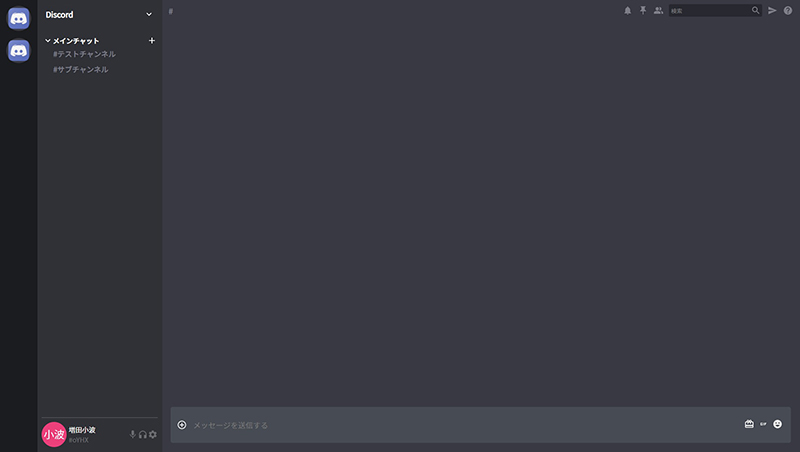 Discord
メインチャット
#テストチャンネル
#サブチャンネル
小波
増田小波
#oYHX
#
検索
メッセージを送信する
GIF